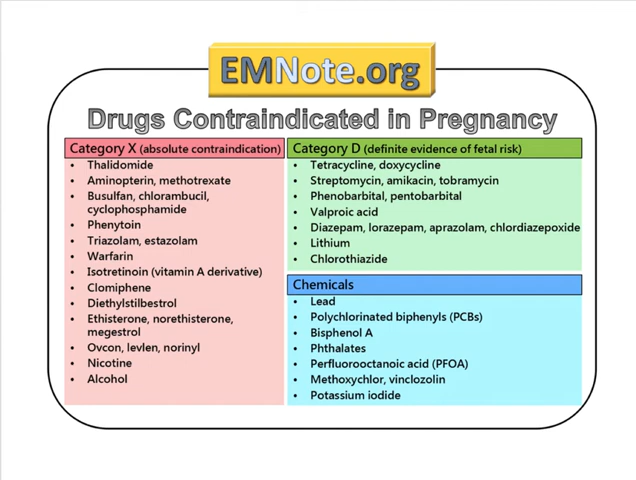 EMNote.org
Drugs Contraindicated in Pregnancy
Category X (absolute contraindication)
• Thalidomide
• Aminopterin, methotrexate
• Busulfan, chlorambucil,
cyclophosphamide
• Phenytoin
• Triazolam, estazolam
• Warfarin
• Isotretinoin (vitamin A derivative)
• Clomiphene
• Diethylstilbestrol
• Ethisterone, norethisterone,
megestrol
• Ovcon, levlen, norinyl
• Nicotine
• Alcohol
Category D (definite evidence of fetal risk)
• Tetracycline, doxycycline
• Streptomycin, amikacin, tobramycin
• Phenobarbital, pentobarbital
• Valproic acid
• Diazepam, lorazepam, aprazolam, chlordiazepoxide
• Lithium
• Chlorothiazide
Chemicals
• Lead
• Polychlorinated biphenyls (PCBs)
• Bisphenol A
• Phthalates
• Perfluorooctanoic acid (PFOA)
• Methoxychlor, vinclozolin
• Potassium iodide